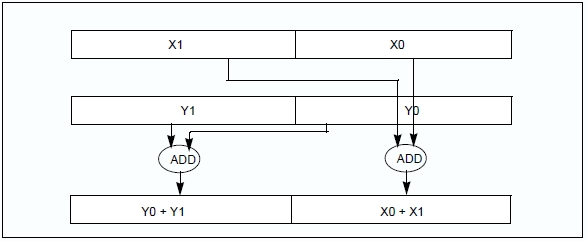 X1 X0
Y1 Y0
ADD ADD
Y0 + Y1 X0 + X1